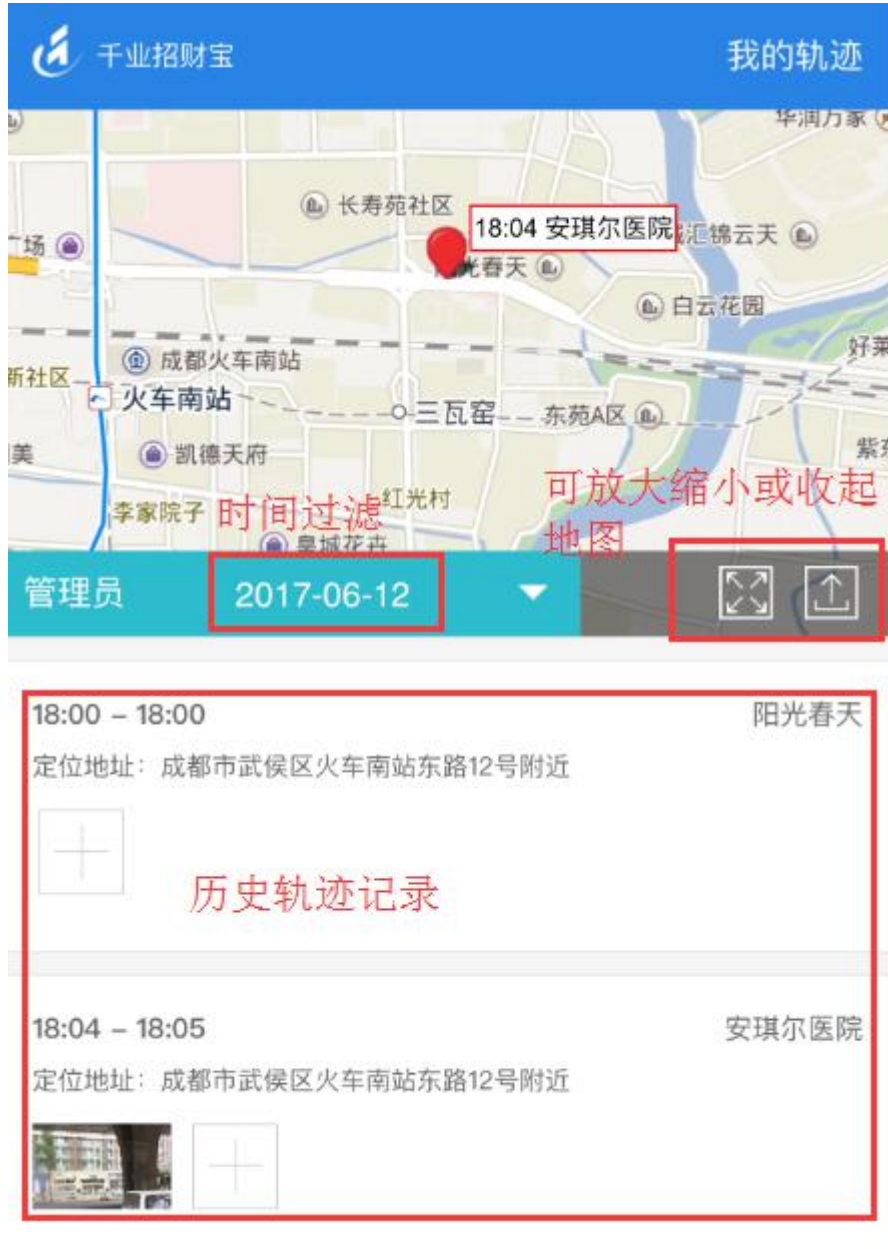 千业招财宝
我的轨迹
华润万家
长寿苑社区
18:04 安琪尔医院
汇锦云天
广场
光春天
白云花园
好莱
成都火车南站
新社区
火车南站
三瓦窑
东苑A区
美
凯德天府
紫
可放大缩小或收起
地图
李家院子
时间过滤
红光村
皇城花卉
管理员
2017-06-12
18:00 – 18:00
阳光春天
定位地址：成都市武侯区火车南站东路12号附近
历史轨迹记录
18:04 – 18:05
安琪尔医院
定位地址：成都市武侯区火车南站东路12号附近